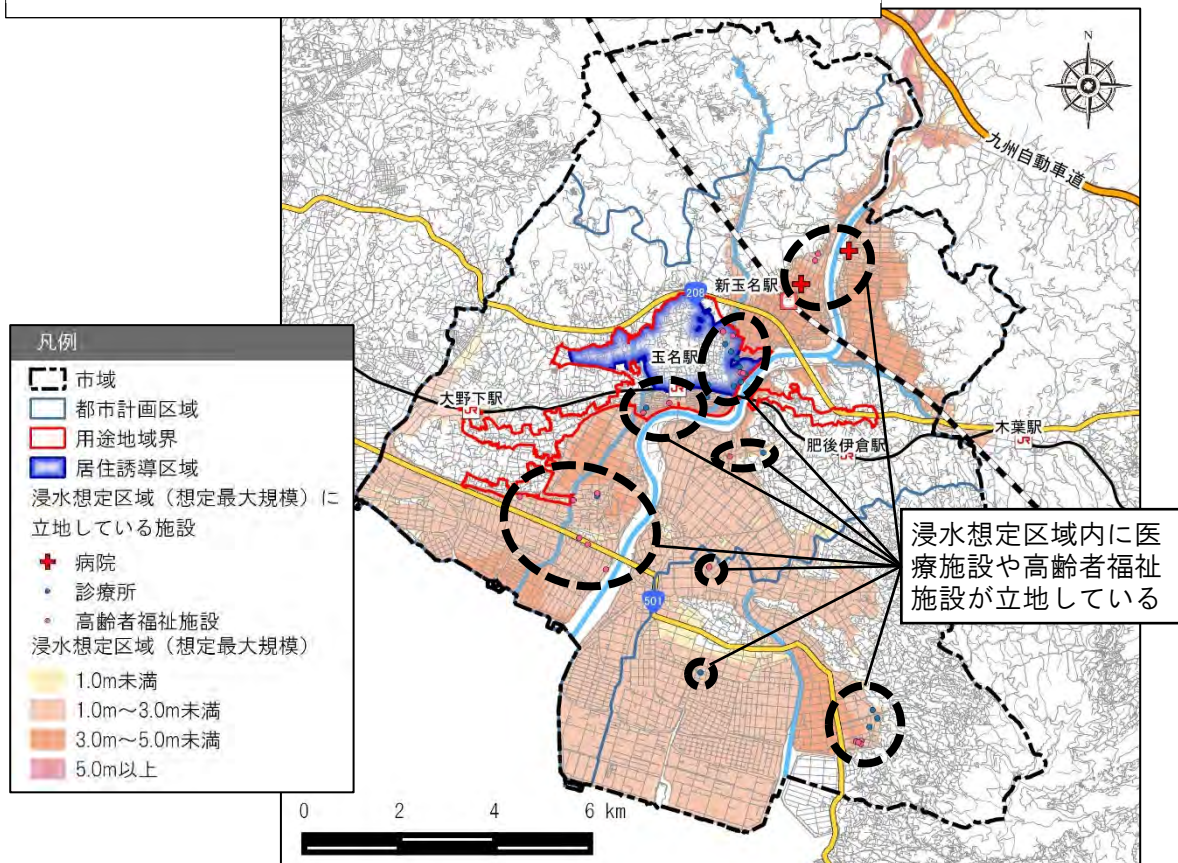 N
九州自動車道
新玉名駅
208
玉名駅
大野下駅
JR
木葉駅
JR
肥後伊倉駅
JR
501
凡例
市域
都市計画区域
用途地域界
居住誘導区域
浸水想定区域（想定最大規模）に
立地している施設
病院
診療所
高齢者福祉施設
浸水想定区域（想定最大規模）
1.0m未満
1.0m～3.0m未満
3.0m～5.0m未満
5.0m以上
浸水想定区域内に医
療施設や高齢者福祉
施設が立地している
0 2 4 6 km